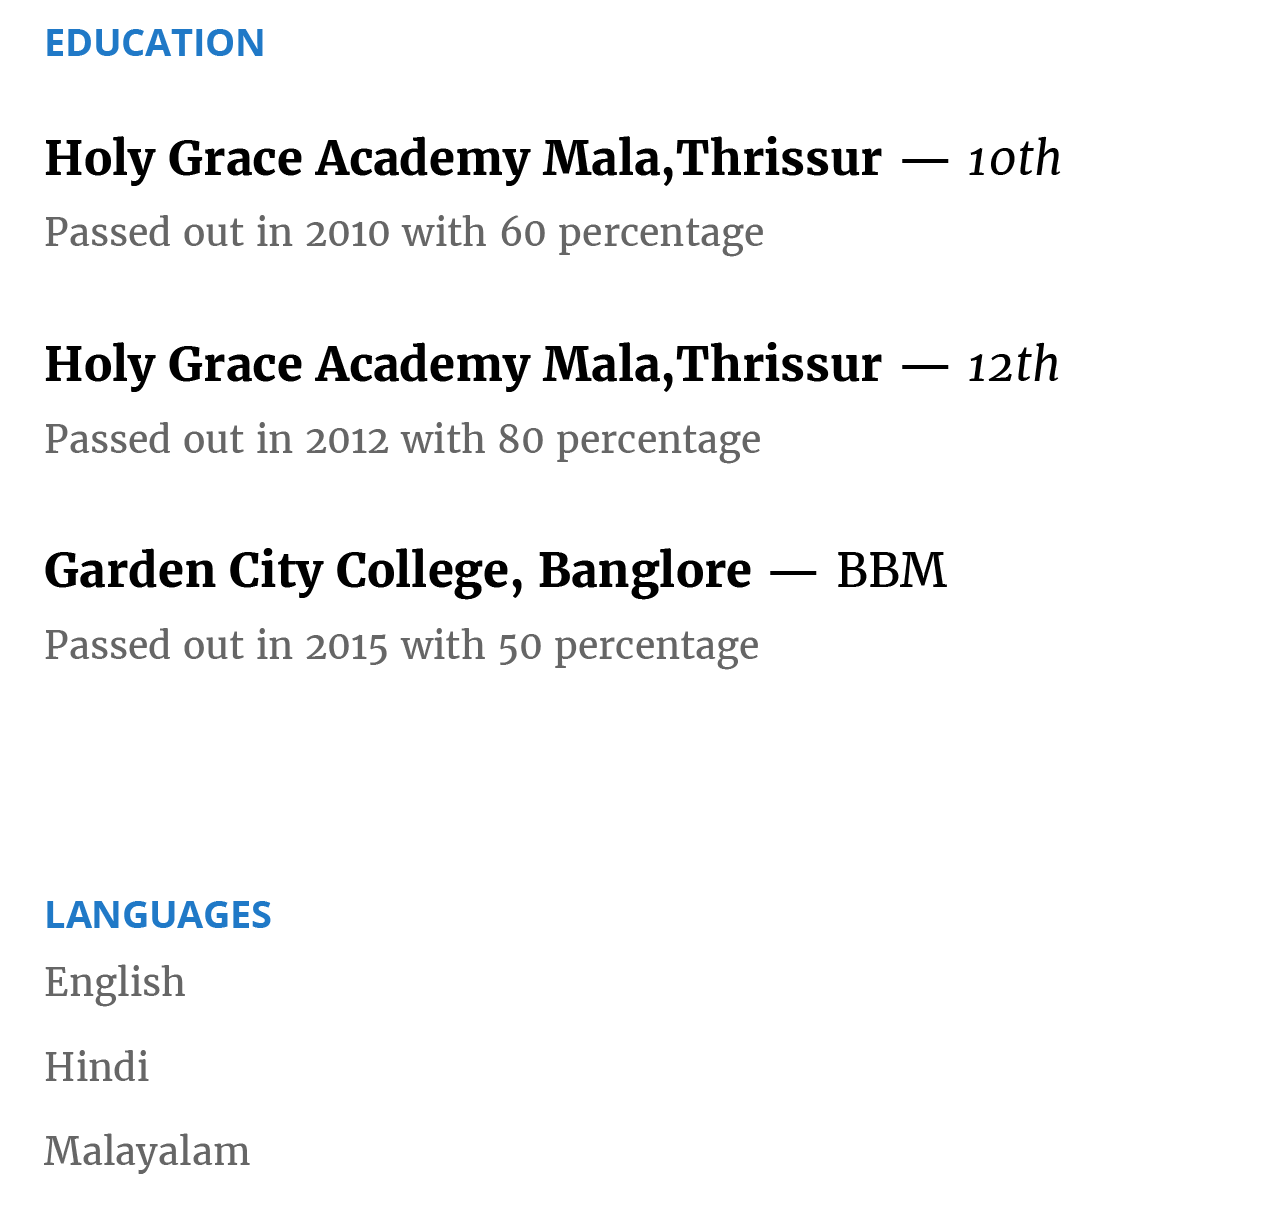 EDUCATION
Holy Grace Academy Mala,Thrissur — 10th
Passed out in 2010 with 60 percentage
Holy Grace Academy Mala,Thrissur — 12th
Passed out in 2012 with 80 percentage
Garden City College, Banglore — BBM
Passed out in 2015 with 50 percentage
LANGUAGES
English
Hindi
Malayalam